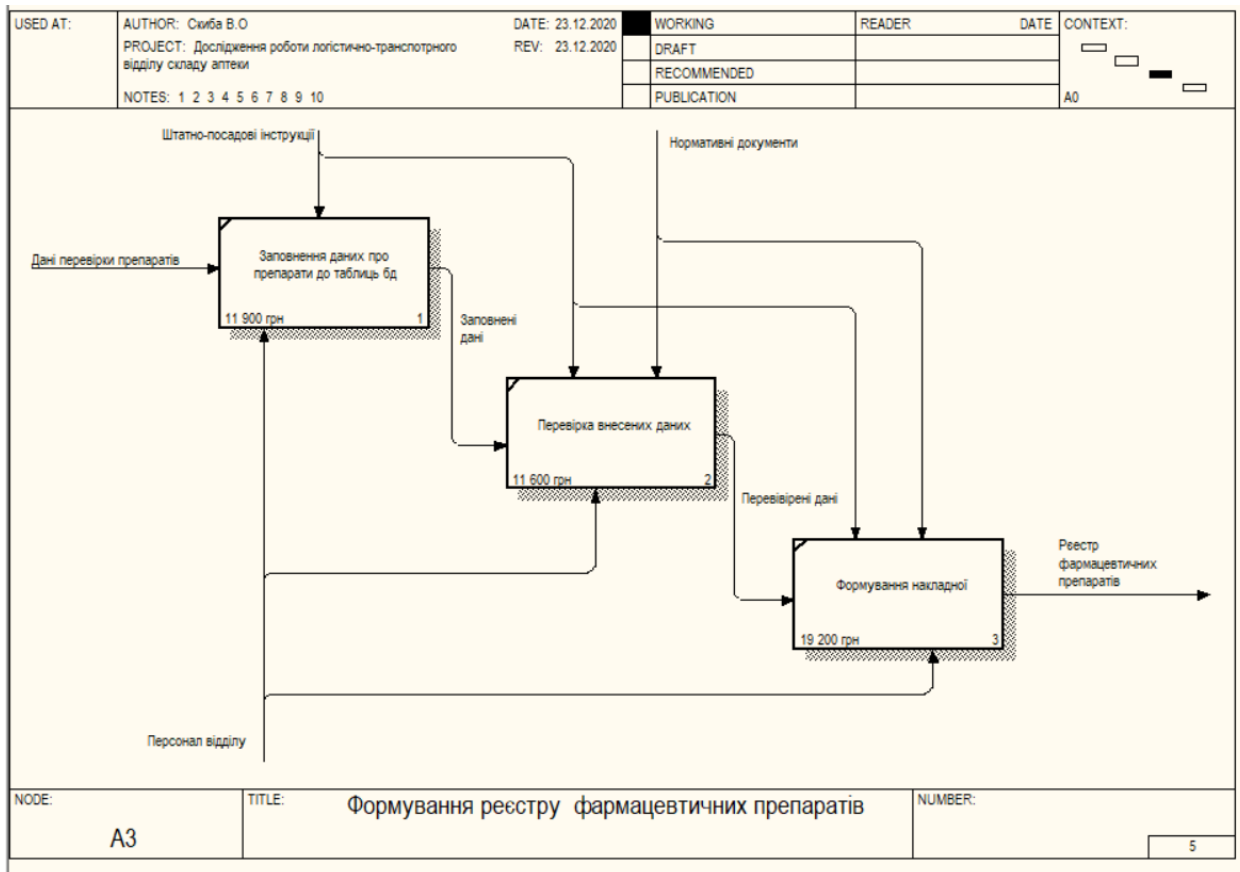 USED AT:
AUTHOR: Скиба В.О
DATE: 23.12.2020
WORKING
READER
DATE
CONTEXT:
PROJECT: Дослідження роботи логістично-транспотрного
REV: 23.12.2020
DRAFT
відділу складу аптеки
RECOMMENDED
NOTES: 1 2 3 4 5 6 7 8 9 10
PUBLICATION
A0
Штатно-посадові інструкції
Нормативні документи
Дані перевірки препаратів
Заповнення даних про
препарати до таблиць бд
11 900 грн
1
Заповнені
дані
Перевірка внесених даних
11 600 грн
2
Перевівірені дані
Формування накладної
19 200 грн
3
Реєстр
фармацевтичних
препаратів
Персонал відділу
NODE:
A3
TITLE:
Формування реєстру фармацевтичних препаратів
NUMBER:
5